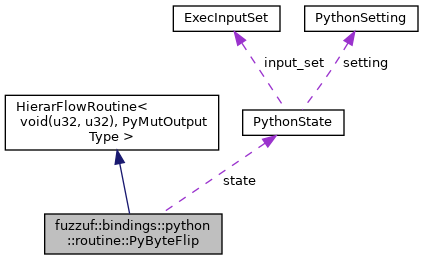 ExecInputSet
PythonSetting
input_set
setting
HierarFlowRoutine<
void(u32, u32), PyMutOutput
Type >
PythonState
state
fuzzuf::bindings::python
::routine::PyByteFlip